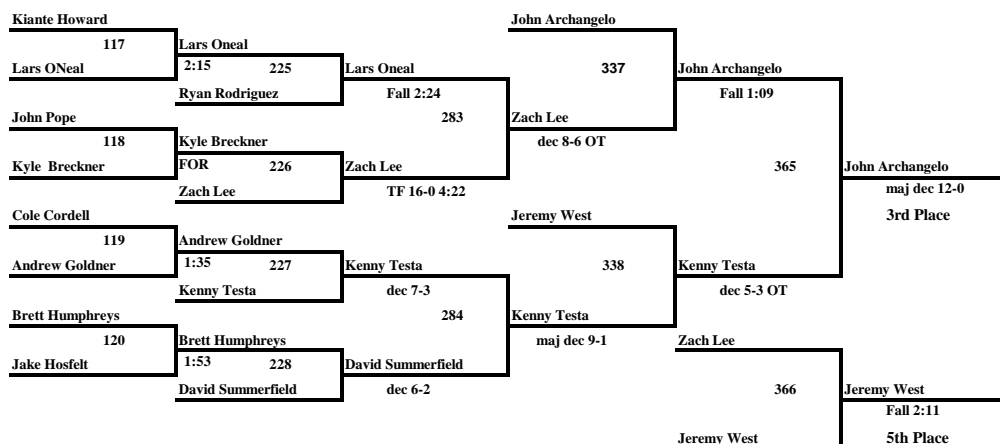 Kiante Howard
John Archangelo
117
Lars Oneal
Lars ONeal
2:15
225
Lars Oneal
337
John Archangelo
Ryan Rodriguez
Fall 2:24
Fall 1:09
John Pope
283
Zach Lee
118
Kyle Breckner
dec 8-6 OT
Kyle  Breckner
FOR
226
Zach Lee
365
John Archangelo
Zach Lee
TF 16-0 4:22
maj dec 12-0
Cole Cordell
Jeremy West
3rd Place
119
Andrew Goldner
Andrew Goldner
1:35
227
Kenny Testa
338
Kenny Testa
Kenny Testa
dec 7-3
dec 5-3 OT
Brett Humphreys
284
Kenny Testa
120
Brett Humphreys
maj dec 9-1
Zach Lee
Jake Hosfelt
1:53
228
David Summerfield
David Summerfield
dec 6-2
366
Jeremy West
Fall 2:11
Jeremy West
5th Place